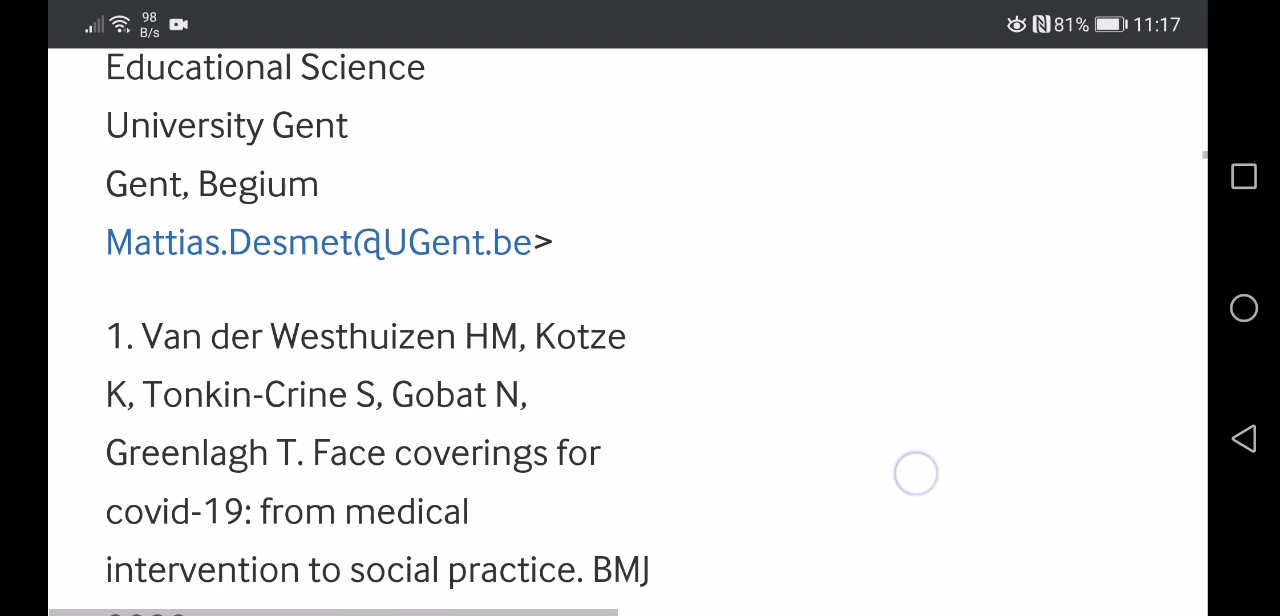 98
B/s
81% 11:17
Educational Science
University Gent
Gent, Begium
Mattias.Desmet@UGent.be>
1. Van der Westhuizen HM, Kotze
K, Tonkin-Crine S, Gobat N,
Greenlagh T. Face coverings for
covid-19: from medical
intervention to social practice. BMJ